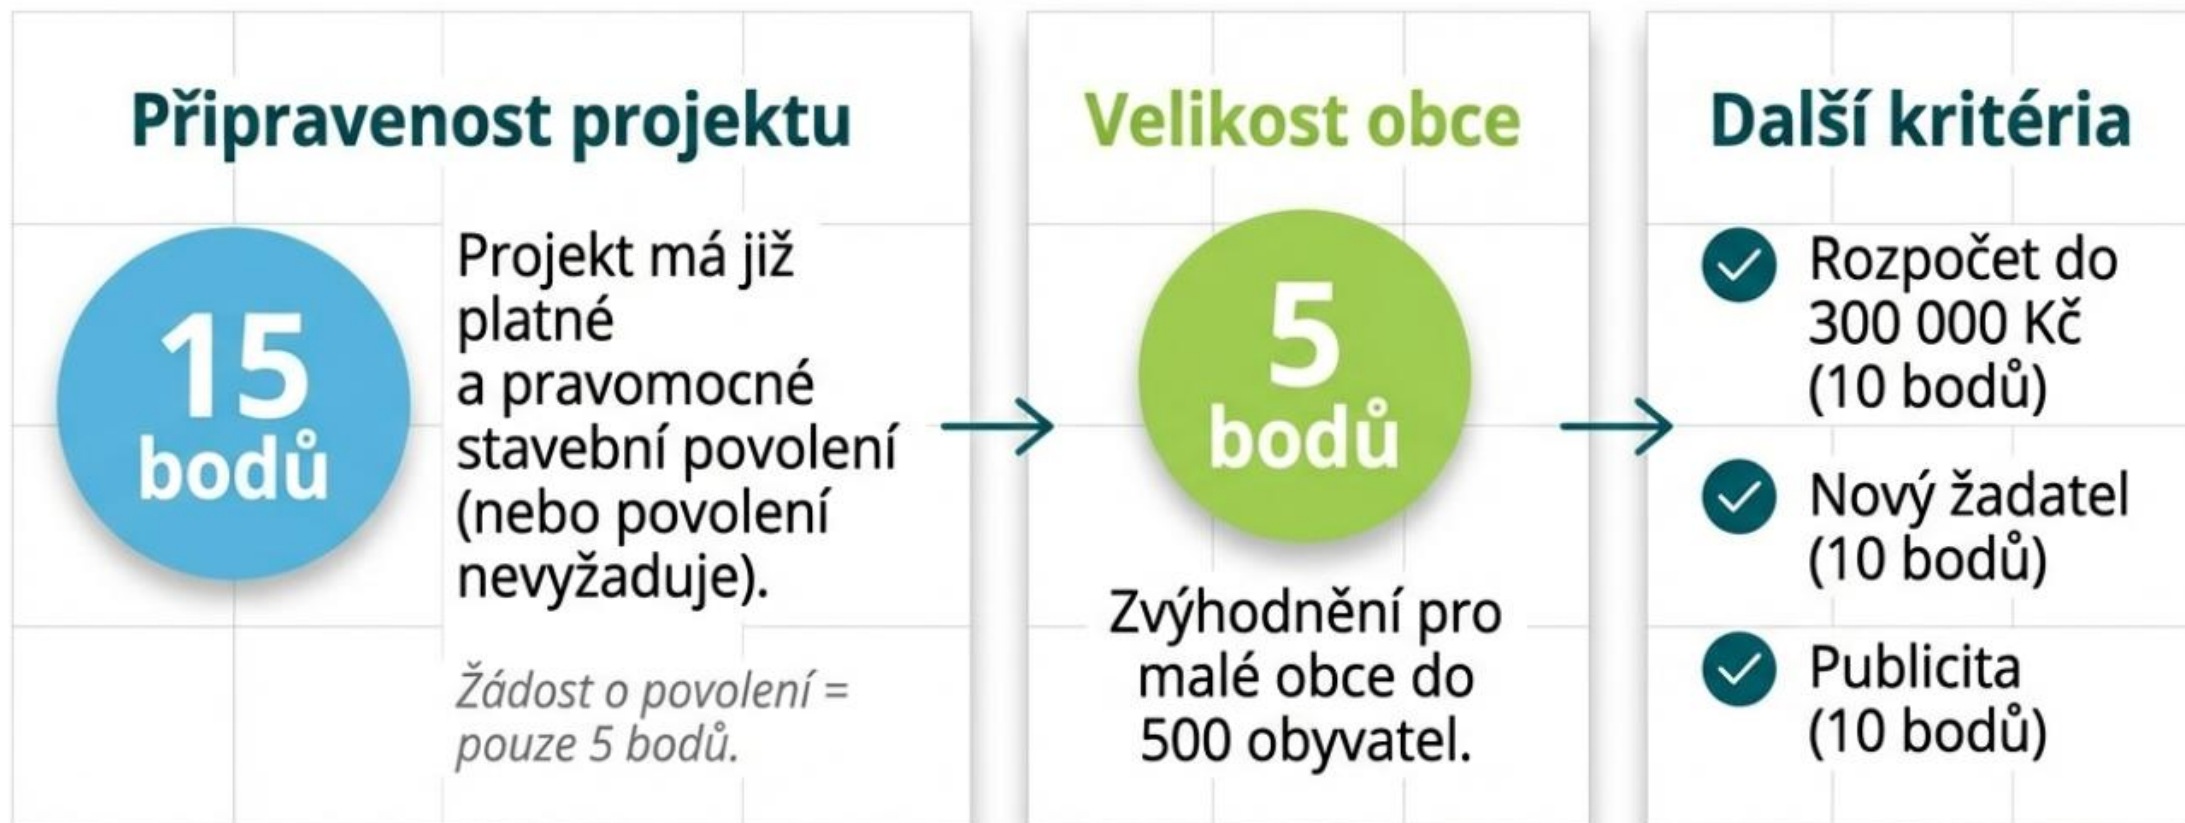 Připravenost projektu
15
bodů
Projekt má již
platné
a pravomocné
stavební povolení
(nebo povolení
nevyžaduje).
Žádost o povolení =
pouze 5 bodů.
Velikost obce
5
bodů
Zvýhodnění pro
malé obce do
500 obyvatel.
Další kritéria
Rozpočet do
300 000 Kč
(10 bodů)
Nový žadatel
(10 bodů)
Publicita
(10 bodů)